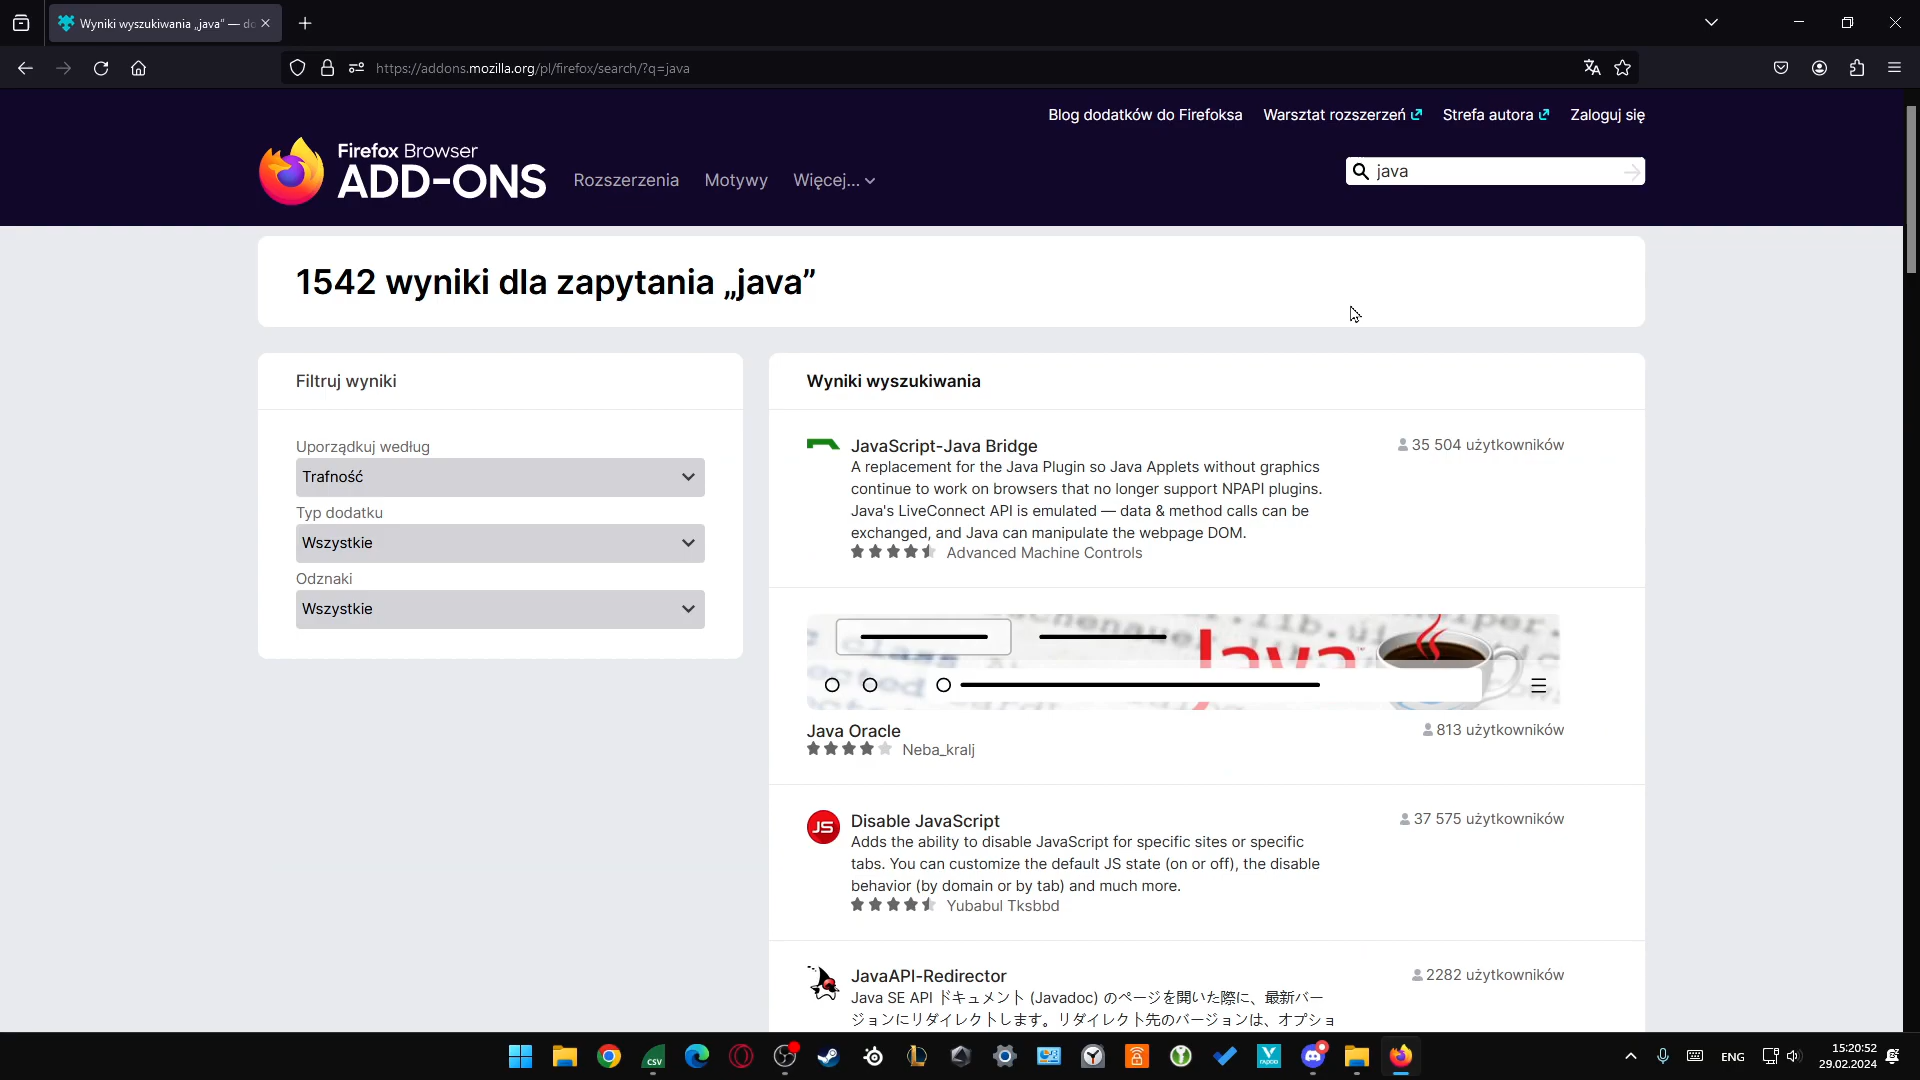 Wyniki wyszukiwania „java” — do
https://addons.mozilla.org/pl/firefox/search/?q=java
Blog dodatków do Firefoksa
Warsztat rozszerzeń
Strefa autora
Zaloguj się
Firefox Browser
ADD-ONS
Rozszerzenia
Motywy
Więcej...
java
1542 wyniki dla zapytania „java”
Filtruj wyniki
Uporządkuj według
Trafność
Typ dodatku
Wszystkie
Odznaki
Wszystkie
Wyniki wyszukiwania
JavaScript-Java Bridge
35 504 użytkowników
A replacement for the Java Plugin so Java Applets without graphics
continue to work on browsers that no longer support NPAPI plugins.
Java's LiveConnect API is emulated — data & method calls can be
exchanged, and Java can manipulate the webpage DOM.
Advanced Machine Controls
Java
Java Oracle
813 użytkowników
Neba_kralj
JS
Disable JavaScript
37 575 użytkowników
Adds the ability to disable JavaScript for specific sites or specific
tabs. You can customize the default JS state (on or off), the disable
behavior (by domain or by tab) and much more.
Yubabul Tksbbd
JavaAPI-Redirector
2282 użytkowników
Java SE API ドキュメント (Javadoc) のページを開いた際に、最新バー
ジョンにリダイレクトします。リダイレクト先のバージョンは、オプショ
CSV
ENG
15:20:52
29.02.2024